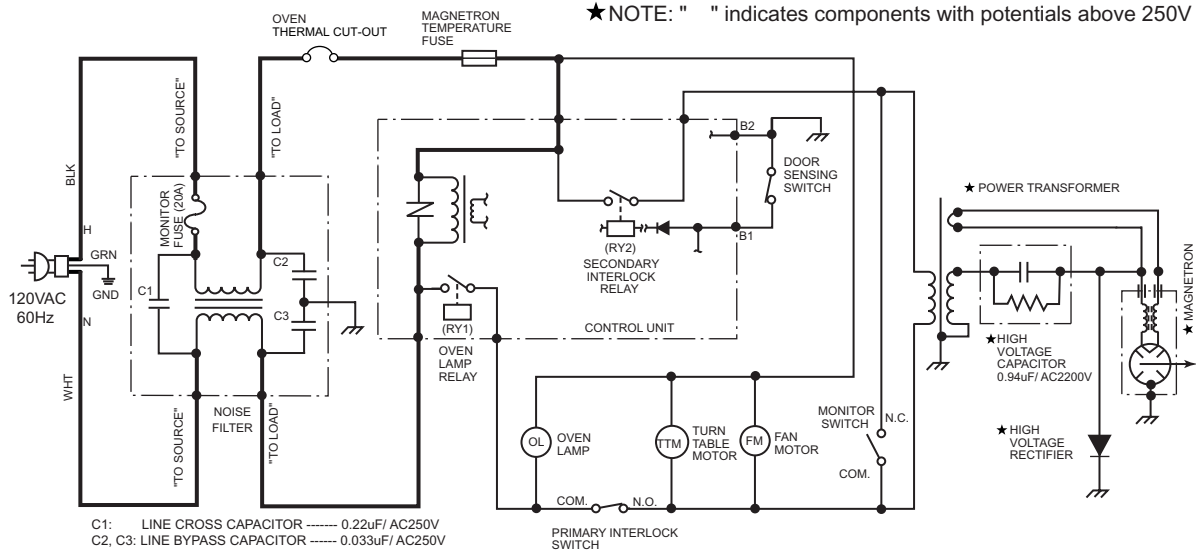 ★NOTE: "    " indicates components with potentials above 250V
OVEN
THERMAL CUT-OUT
MAGNETRON
TEMPERATURE
FUSE
"TO SOURCE"
"TO LOAD"
BLK
MONITOR
FUSE (20A)
H
GRN
GND
120VAC
60Hz
N
WHT
C1
C2
C3
NOISE
FILTER
"TO SOURCE"
"TO LOAD"
B2
DOOR
SENSING
SWITCH
B1
(RY2)
SECONDARY
INTERLOCK
RELAY
(RY1)
CONTROL UNIT
OVEN
LAMP
RELAY
★ POWER TRANSFORMER
★HIGH
VOLTAGE
CAPACITOR
0.94uF/ AC2200V
★ MAGNETRON
OL
OVEN
LAMP
TTM
TURN
TABLE
MOTOR
FM
FAN
MOTOR
MONITOR
SWITCH
N.C.
COM.
★HIGH
VOLTAGE
RECTIFIER
COM.
N.O.
PRIMARY INTERLOCK
SWITCH
C1: LINE CROSS CAPACITOR ------- 0.22uF/ AC250V
C2, C3: LINE BYPASS CAPACITOR ------ 0.033uF/ AC250V